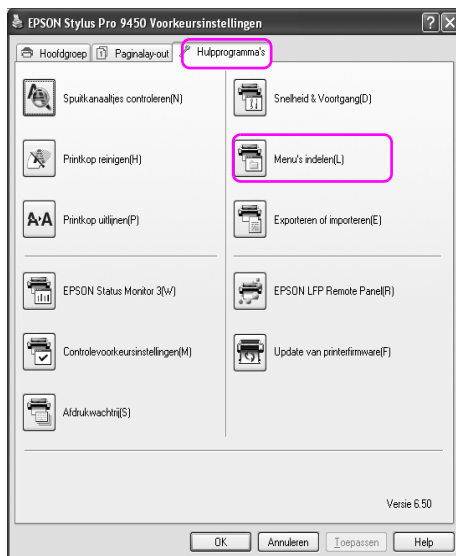 EPSON Stylus Pro 9450 Voorkeursinstellingen
Hoofdgroep Paginalay-out Hulpprogramma's
Spuitkanaaltjes controleren(N)
Snelheid & Voortgang(D)
Printkop reinigen(H)
Menu's indelen(L)
Printkop uitlijnen(P)
Exporteren of importeren(E)
EPSON Status Monitor 3(W)
EPSON LFP Remote Panel(R)
Controlevoorkeursinstellingen(M)
Update van printerfirmware(F)
Afdrukwachtrij(S)
Versie 6.50
OK Annuleren Toepassen Help